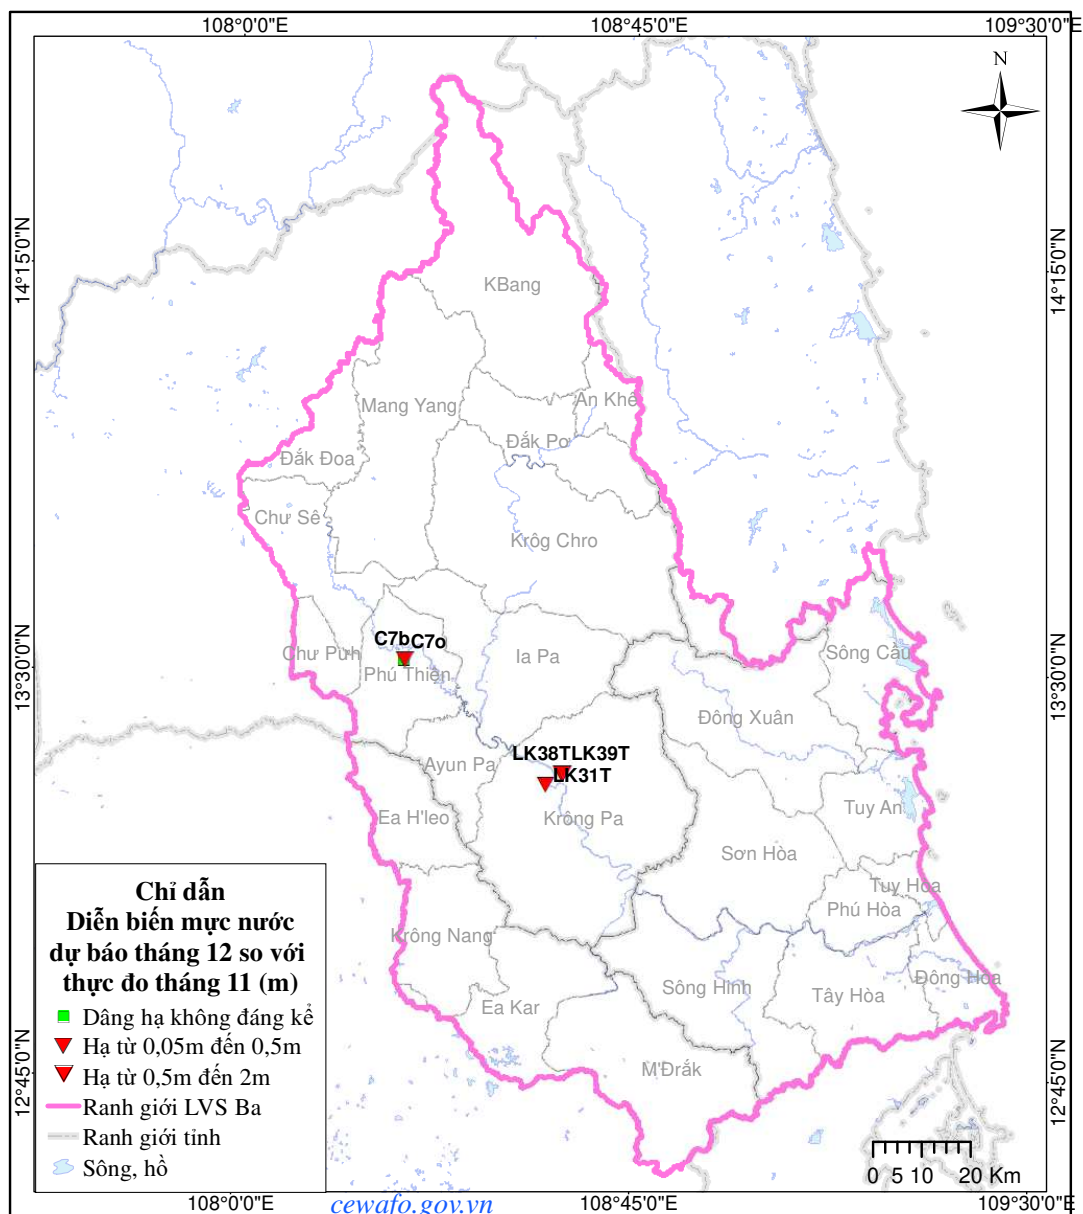 108°0'0"E
108°45'0"E
109°30'0"E
N
14°15'0"N
14°15'0"N
KBang
Mang Yang
An Khê
Đắk Pơ
Đắk Đoa
Chư Sê
Krôg Chro
C7b
C7o
Chư Pưh
Phú Thiện
Ia Pa
Sông Cầu
13°30'0"N
13°30'0"N
Đông Xuân
LK38T
LK39T
LK31T
Ayun Pa
Krông Pa
Tuy An
Ea H'leo
Sơn Hòa
Tuy Hòa
Phú Hòa
Krông Nang
Sông Hinh
Đông Hòa
Tây Hòa
Ea Kar
M'Đrắk
12°45'0"N
12°45'0"N
Chỉ dẫn
Diễn biến mực nước
dự báo tháng 12 so với
thực đo tháng 11 (m)
Dâng hạ không đáng kể
Hạ từ 0,05m đến 0,5m
Hạ từ 0,5m đến 2m
Ranh giới LVS Ba
Ranh giới tỉnh
Sông, hồ
0 5 10 20 Km
108°0'0"E
cewafo.gov.vn
108°45'0"E
109°30'0"E